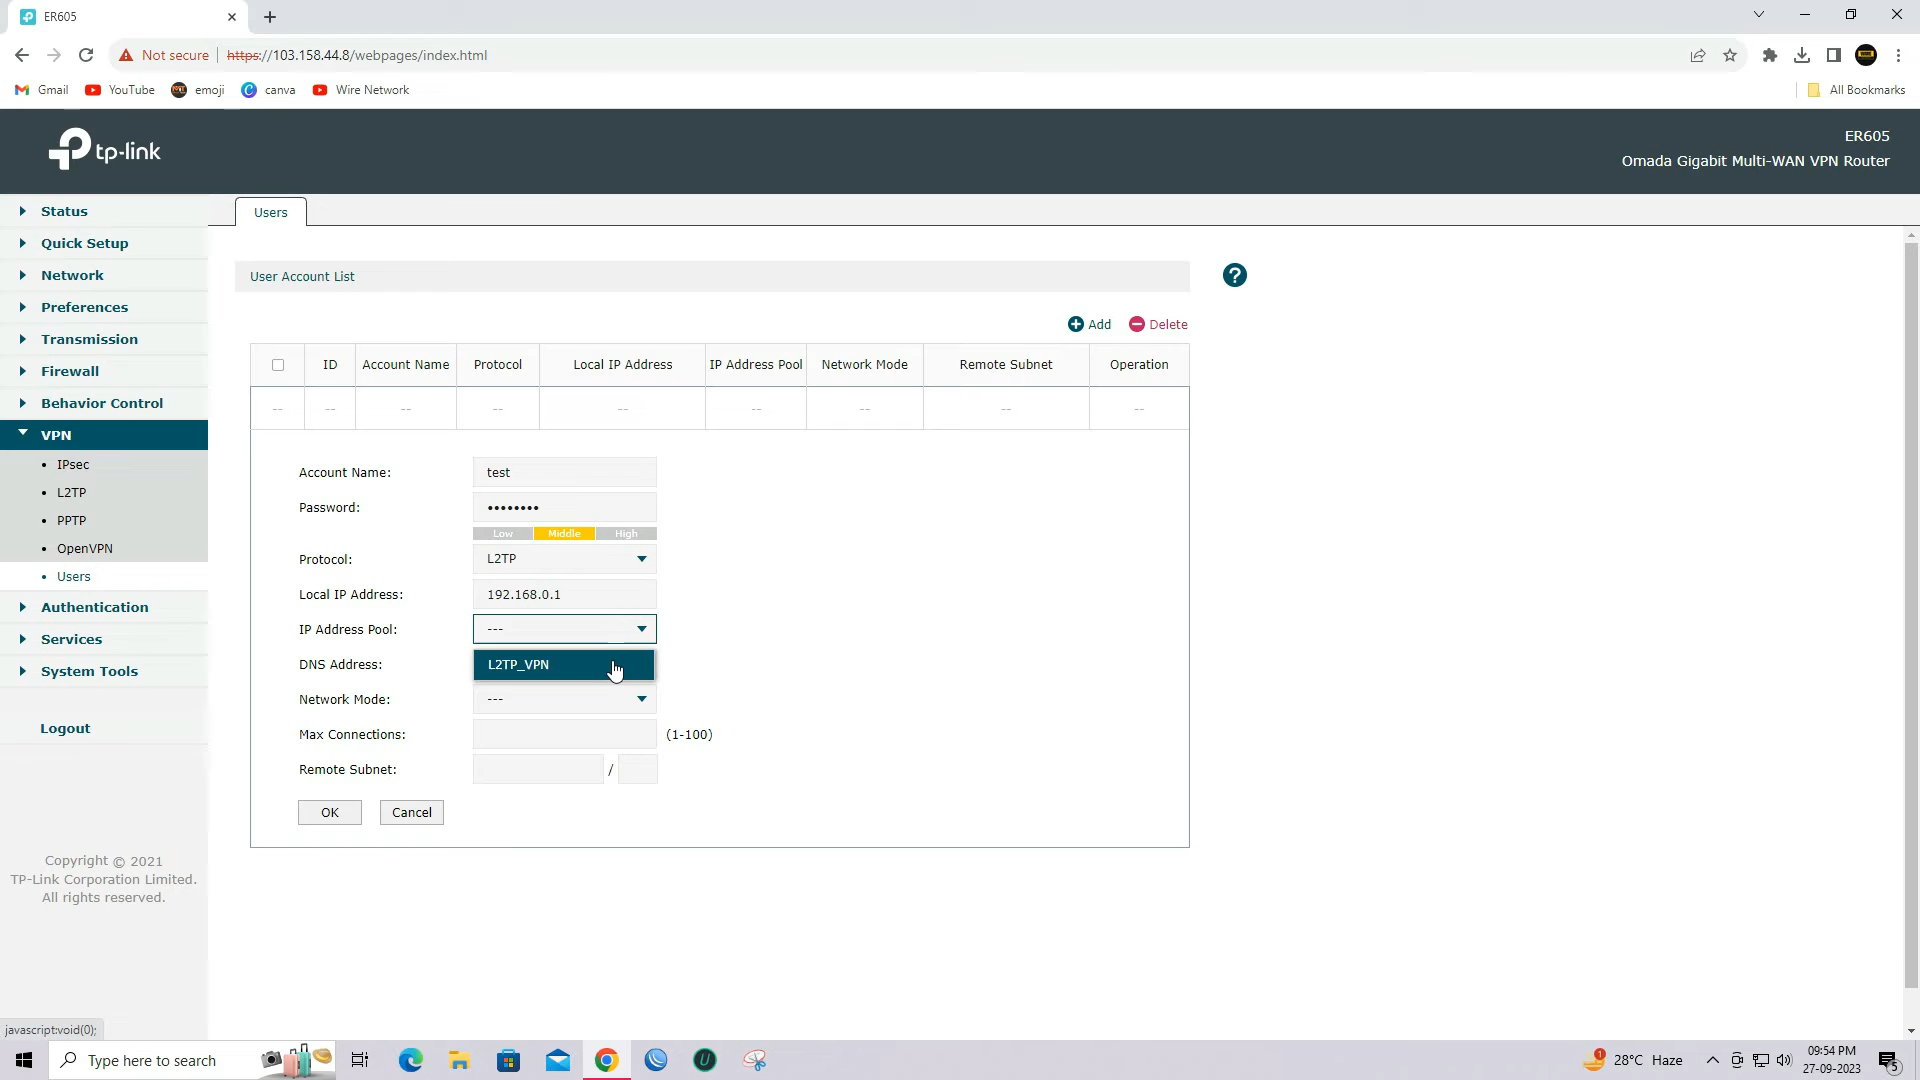 ER605
Not secure
https://103.158.44.8/webpages/index.html
Gmail
YouTube
emoji
canva
Wire Network
All Bookmarks
tp-link
ER605
Omada Gigabit Multi-WAN VPN Router
Status
Quick Setup
Network
Preferences
Transmission
Firewall
Behavior Control
VPN
IPsec
L2TP
PPTP
OpenVPN
Users
Authentication
Services
System Tools
Logout
Copyright © 2021
TP-Link Corporation Limited.
All rights reserved.
Users
User Account List
?
Add
Delete
ID
Account Name
Protocol
Local IP Address
IP Address Pool
Network Mode
Remote Subnet
Operation
--
--
--
--
--
--
--
--
--
Account Name:
test
Password:
••••••••
Low
Middle
High
Protocol:
L2TP
Local IP Address:
192.168.0.1
IP Address Pool:
---
DNS Address:
L2TP_VPN
Network Mode:
---
Max Connections:
(1-100)
Remote Subnet:
/
OK
Cancel
javascript:void(0);
Type here to search
1
28°C Haze
09:54 PM
27-09-2023
5